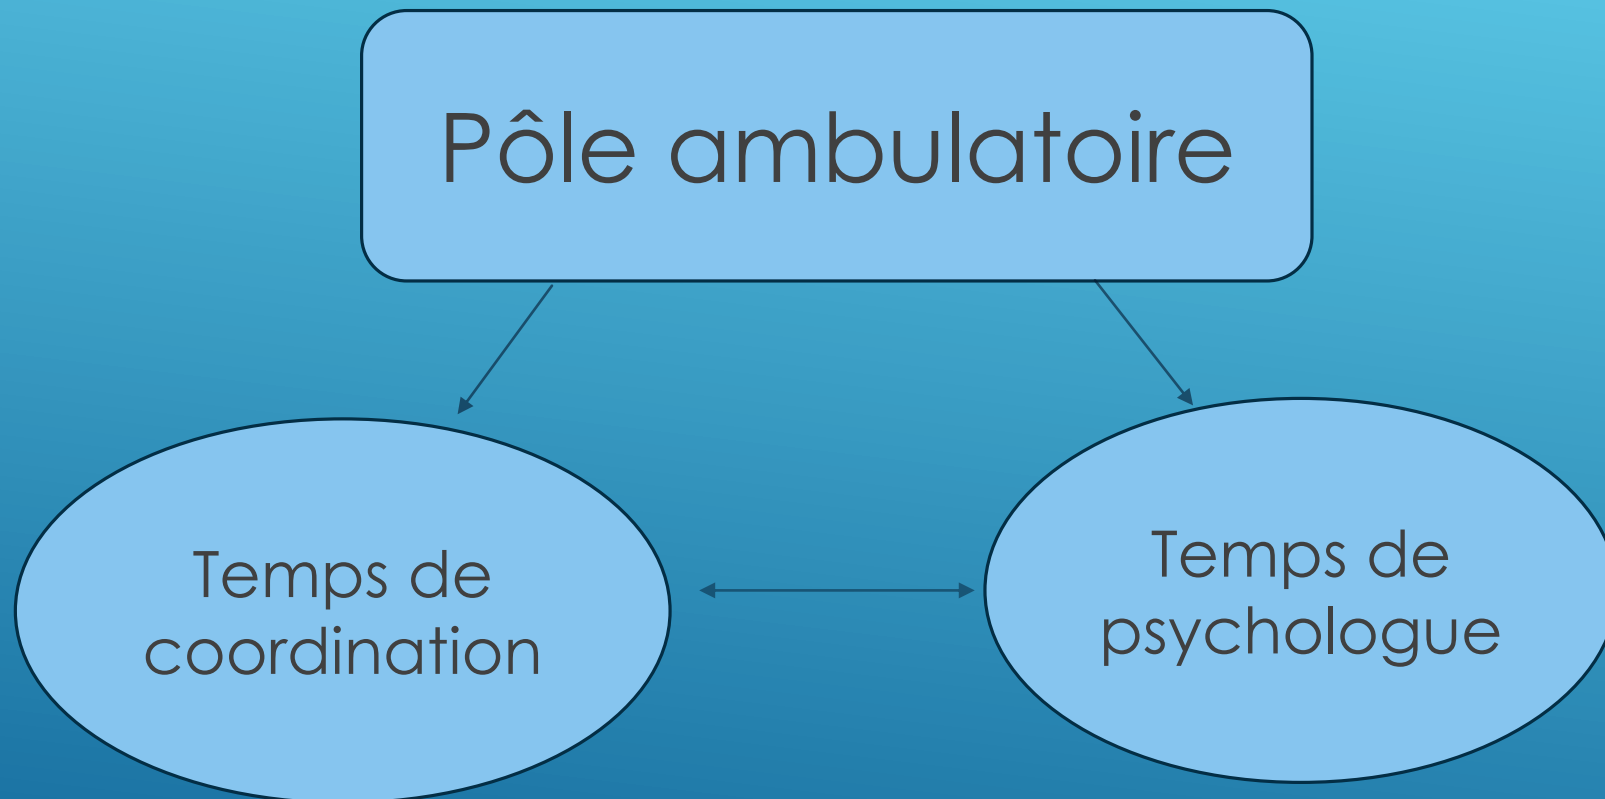 Pôle ambulatoire
Temps de
coordination
Temps de
psychologue